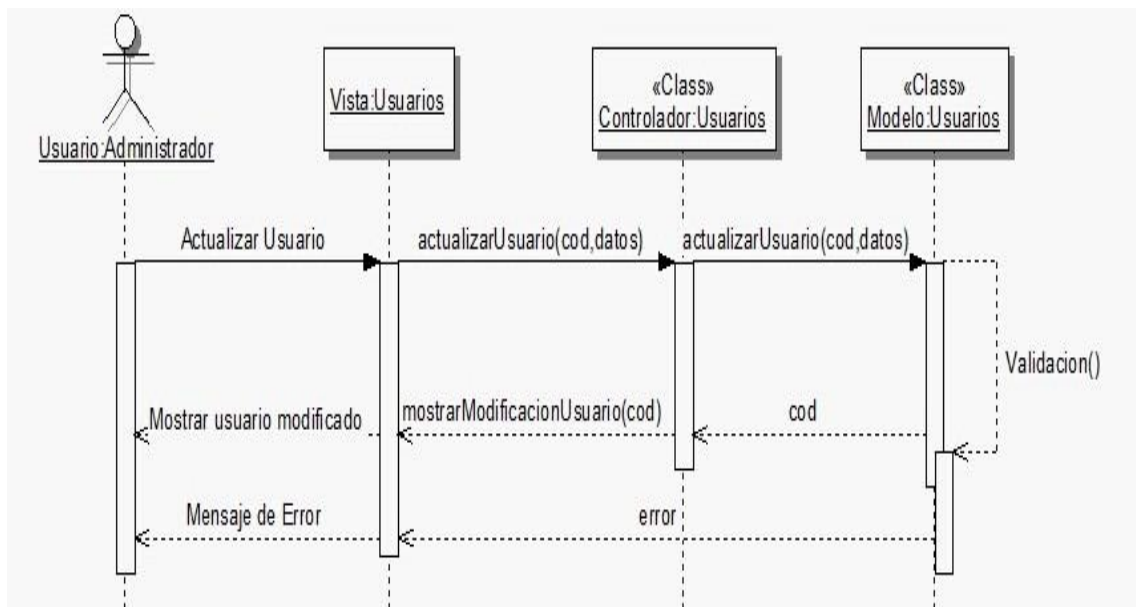 Usuario:Administrador
Vista:Usuarios
«Class»
Controlador:Usuarios
«Class»
Modelo:Usuarios
Actualizar Usuario
actualizarUsuario(cod,datos)
actualizarUsuario(cod,datos)
Validacion()
Mostrar usuario modificado
mostrarModificacionUsuario(cod)
cod
Mensaje de Error
error